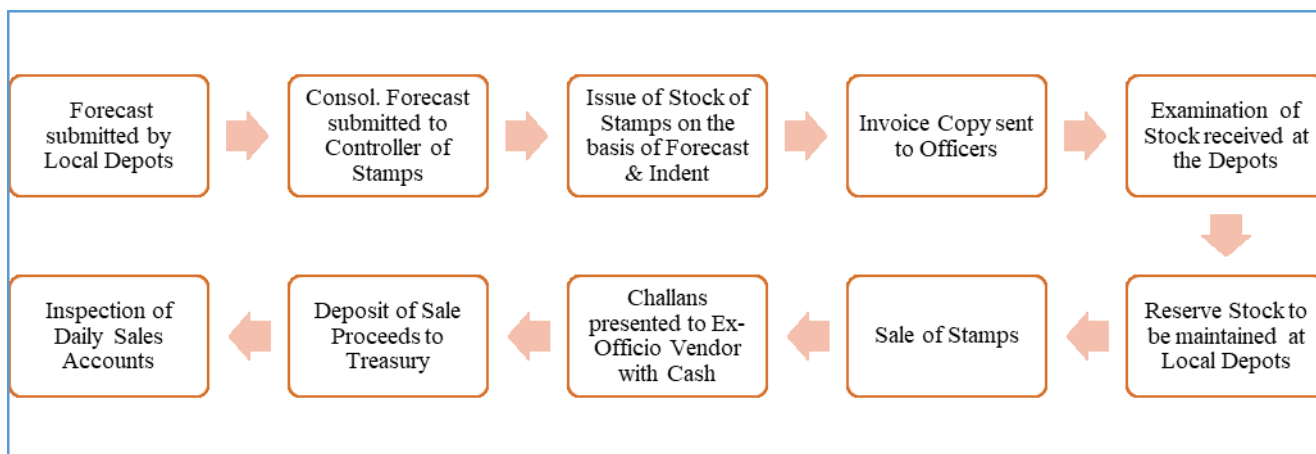 Forecast
submitted by
Local Depots
Consol. Forecast
submitted to
Controller of
Stamps
Issue of Stock of
Stamps on the
basis of Forecast
& Indent
Invoice Copy sent
to Officers
Examination of
Stock received at
the Depots
Reserve Stock to
be maintained at
Local Depots
Sale of Stamps
Challans
presented to Ex-
Officio Vendor
with Cash
Deposit of Sale
Proceeds to
Treasury
Inspection of
Daily Sales
Accounts